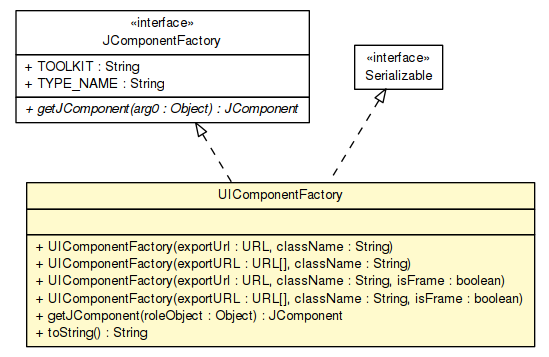 «interface»
JComponentFactory
+ TOOLKIT : String
+ TYPE_NAME : String
+ getJComponent(arg0 : Object) : JComponent
«interface»
Serializable
UIComponentFactory
+ UIComponentFactory(exportUrl : URL, className : String)
+ UIComponentFactory(exportURL : URL[], className : String)
+ UIComponentFactory(exportUrl : URL, className : String, isFrame : boolean)
+ UIComponentFactory(exportURL : URL[], className : String, isFrame : boolean)
+ getJComponent(roleObject : Object) : JComponent
+ toString() : String